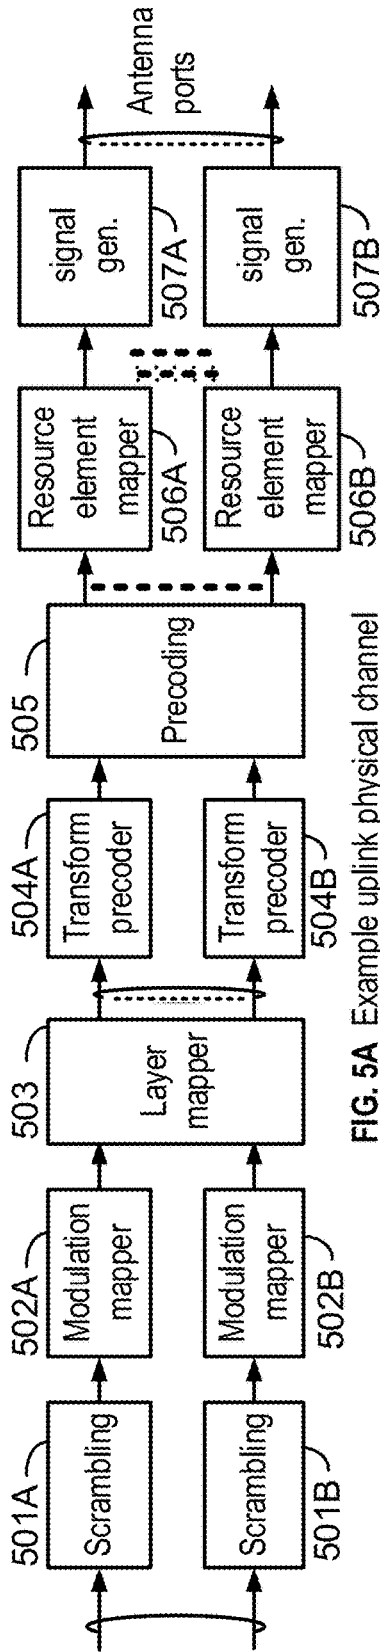 501A
Scrambling
502A
Modulation
mapper
503
Layer
mapper
504A
Transform
precoder
505
Precoding
Resource
element
mapper
506A
signal
gen.
507A
Antenna
ports
Scrambling
501B
Modulation
mapper
502B
Transform
precoder
504B
Resource
element
mapper
506B
signal
gen.
507B
FIG. 5A Example uplink physical channel